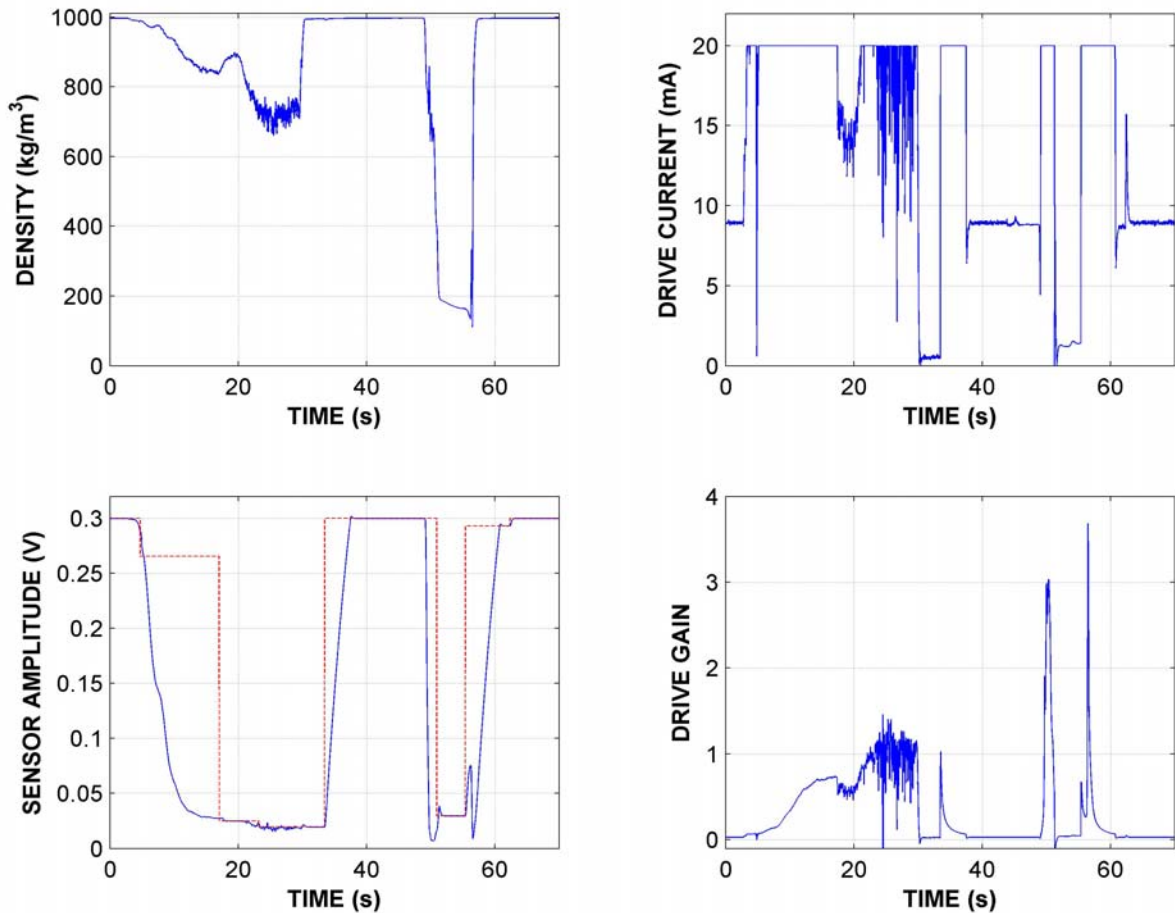 DENSITY (kg/m³)
1000
800
600
400
200
0
0 20 40 60
TIME (s)
DRIVE CURRENT (mA)
20
15
10
5
0
0 20 40 60
TIME (s)
SENSOR AMPLITUDE (V)
0.3
0.25
0.2
0.15
0.1
0.05
0
0 20 40 60
TIME (s)
DRIVE GAIN
4
3
2
1
0
0 20 40 60
TIME (s)